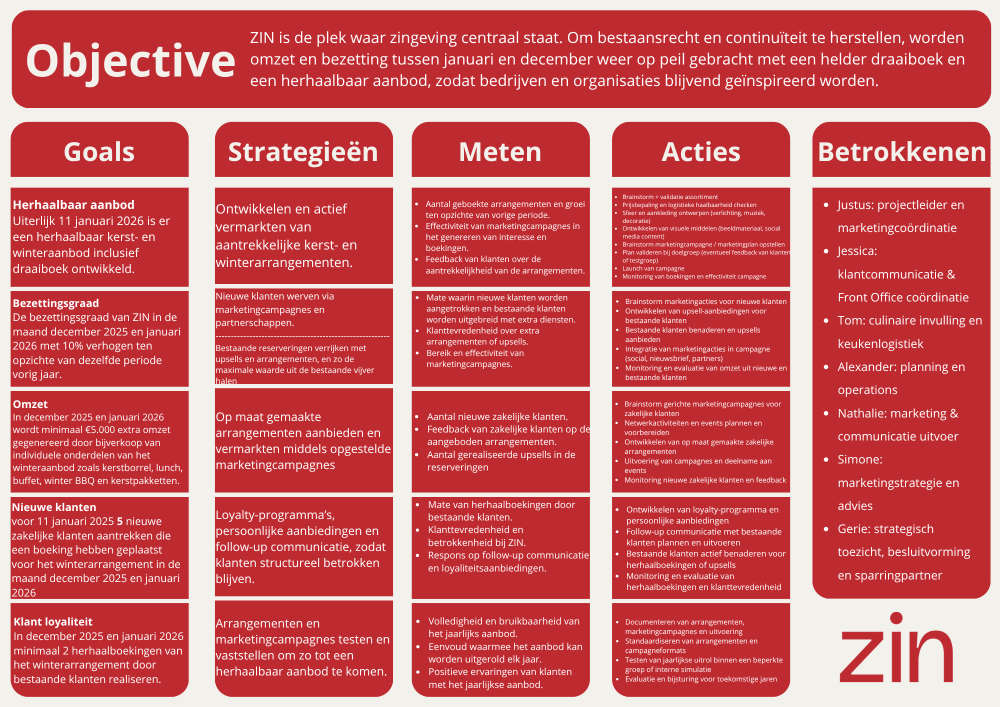 Objective
ZIN is de plek waar zingeving centraal staat. Om bestaansrecht en continuïteit te herstellen, worden
omzet en bezetting tussen januari en december weer op peil gebracht met een helder draaiboek en
een herhaalbaar aanbod, zodat bedrijven en organisaties blijvend geïnspireerd worden.
Goals
Herhaalbaar aanbod
Uiterlijk 11 januari 2026 is er
een herhaalbaar kerst- en
winteraanbod inclusief
draaiboek ontwikkeld.
Bezettingsgraad
De bezettingsgraad van ZIN in de
maand december 2025 en januari
2026 met 10% verhogen ten
opzichte van dezelfde periode
vorig jaar.
Omzet
In december 2025 en januari 2026
wordt minimaal €5.000 extra omzet
gegenereerd door bijverkoop van
individuele onderdelen van het
winteraanbod zoals kerstborrel, lunch,
buffet, winter BBQ en kerstpakketten.
Nieuwe klanten
voor 11 januari 2025 5 nieuwe
zakelijke klanten aantrekken die
een boeking hebben geplaatst
voor het winterarrangement in de
maand december 2025 en januari
2026
Klant loyaliteit
In december 2025 en januari 2026
minimaal 2 herhaalboekingen van
het winterarrangement door
bestaande klanten realiseren.
Strategieën
Ontwikkelen en actief
vermarkten van
aantrekkelijke kerst- en
winterarrangementen.
Nieuwe klanten werven via
marketingcampagnes en
partnerschappen.
----------------------------------------------------------
Bestaande reserveringen verrijken met
upsells en arrangementen, en zo de
maximale waarde uit de bestaande vijver
halen
Op maat gemaakte
arrangementen aanbieden en
vermarkten middels opgestelde
marketingcampagnes
Loyalty-programma’s,
persoonlijke aanbiedingen en
follow-up communicatie, zodat
klanten structureel betrokken
blijven.
Arrangementen en
marketingcampagnes testen en
vaststellen om zo tot een
herhaalbaar aanbod te komen.
Meten
• Aantal geboekte arrangementen en groei
ten opzichte van vorige periode.
• Effectiviteit van marketingcampagnes in
het genereren van interesse en
boekingen.
• Feedback van klanten over de
aantrekkelijkheid van de arrangementen.
• Mate waarin nieuwe klanten worden
aangetrokken en bestaande klanten
worden uitgebreid met extra diensten.
• Klanttevredenheid over extra
arrangementen of upsells.
• Bereik en effectiviteit van
marketingcampagnes.
• Aantal nieuwe zakelijke klanten.
• Feedback van zakelijke klanten op de
aangeboden arrangementen.
• Aantal gerealiseerde upsells in de
reserveringen
• Mate van herhaalboekingen door
bestaande klanten.
• Klanttevredenheid en
betrokkenheid bij ZIN.
• Respons op follow-up communicatie
en loyaliteitsaanbiedingen.
• Volledigheid en bruikbaarheid van
het jaarlijks aanbod.
• Eenvoud waarmee het aanbod kan
worden uitgerold elk jaar.
• Positieve ervaringen van klanten
met het jaarlijkse aanbod.
Acties
• Brainstorm + validatie assortiment
• Prijsbepaling en logistieke haalbaarheid checken
• Sfeer en aankleding ontwerpen (verlichting, muziek,
decoratie)
• Ontwikkelen van visuele middelen (beeldmateriaal, social
media content)
• Brainstorm marketingcampagne / marketingplan opstellen
• Plan valideren bij doelgroep (eventueel feedback van klanten
of testgroep)
• Launch van campagne
• Monitoring van boekingen en effectiviteit campagne
• Brainstorm marketingacties voor nieuwe klanten
• Ontwikkelen van upsell-aanbiedingen voor
bestaande klanten
• Bestaande klanten benaderen en upsells
aanbieden
• Integratie van marketingacties in campagne
(social, nieuwsbrief, partners)
• Monitoring en evaluatie van omzet uit nieuwe en
bestaande klanten
• Brainstorm gerichte marketingcampagnes voor
zakelijke klanten
• Netwerkactiviteiten en events plannen en
voorbereiden
• Ontwikkelen van op maat gemaakte zakelijke
arrangementen
• Uitvoering van campagnes en deelname aan
events
• Monitoring nieuwe zakelijke klanten en feedback
• Ontwikkelen van loyalty-programma en
persoonlijke aanbiedingen
• Follow-up communicatie met bestaande
klanten plannen en uitvoeren
• Bestaande klanten actief benaderen voor
herhaalboekingen of upsells
• Monitoring en evaluatie van
herhaalboekingen en klanttevredenheid
• Documenteren van arrangementen,
marketingcampagnes en uitvoering
• Standaardiseren van arrangementen en
campagneformats
• Testen van jaarlijkse uitrol binnen een beperkte
groep of interne simulatie
• Evaluatie en bijsturing voor toekomstige jaren
Betrokkenen
• Justus: projectleider en
marketingcoördinatie
• Jessica:
klantcommunicatie &
Front Office coördinatie
• Tom: culinaire invulling en
keukenlogistiek
• Alexander: planning en
operations
• Nathalie: marketing &
communicatie uitvoer
• Simone:
marketingstrategie en
advies
• Gerie: strategisch
toezicht, besluitvorming
en sparringpartner
zin